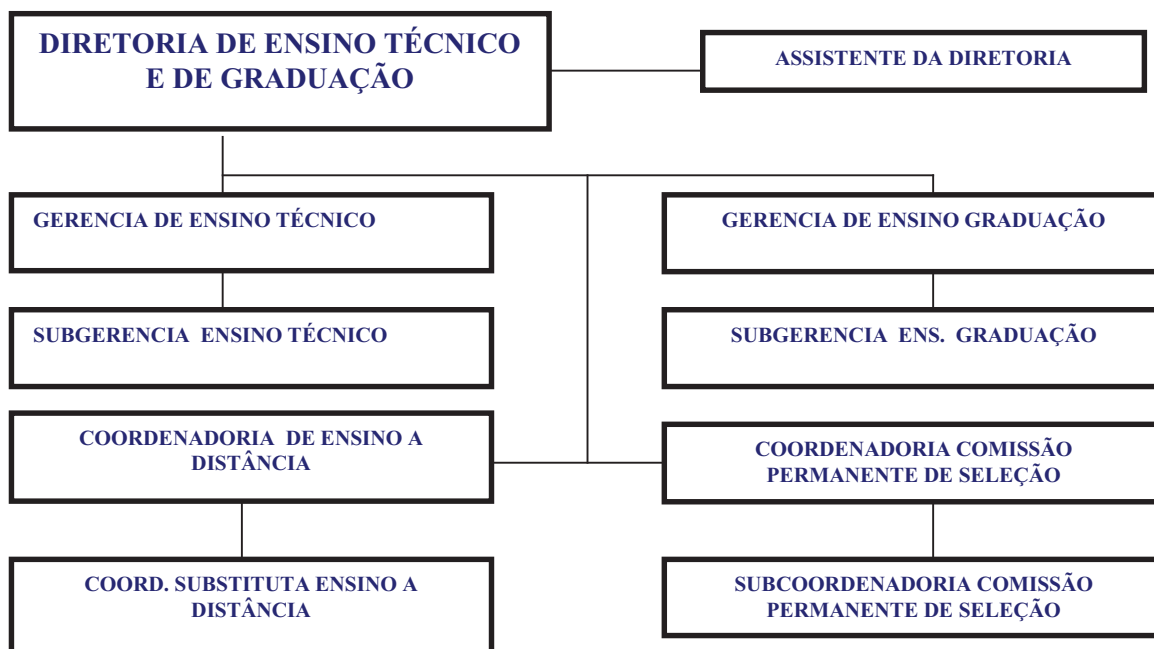 DIRETORIA DE ENSINO TÉCNICO
E DE GRADUAÇÃO
ASSISTENTE DA DIRETORIA
GERENCIA DE ENSINO TÉCNICO
GERENCIA DE ENSINO GRADUAÇÃO
SUBGERENCIA ENSINO TÉCNICO
SUBGERENCIA ENS. GRADUAÇÃO
COORDENADORIA DE ENSINO A
DISTÂNCIA
COORDENADORIA COMISSÃO
PERMANENTE DE SELEÇÃO
COORD. SUBSTITUTA ENSINO A
DISTÂNCIA
SUBCOORDENADORIA COMISSÃO
PERMANENTE DE SELEÇÃO